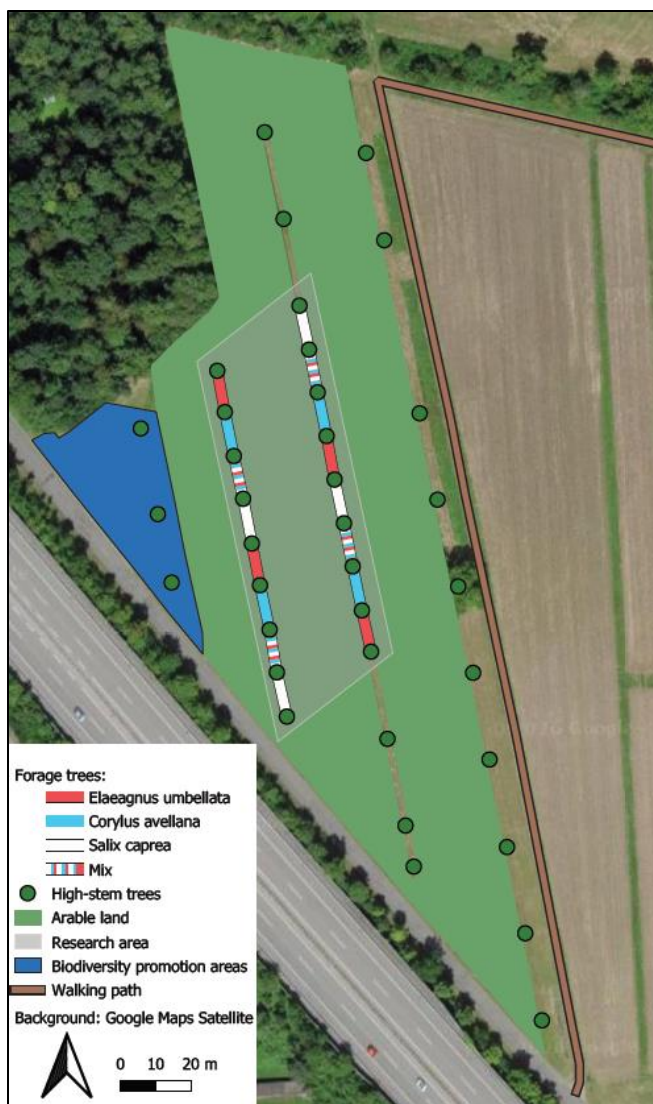 Forage trees:
Elaeagnus umbellata
Corylus avellana
Salix caprea
Mix
High-stem trees
Arable land
Research area
Biodiversity promotion areas
Walking path
Background: Google Maps Satellite
0 10 20 m